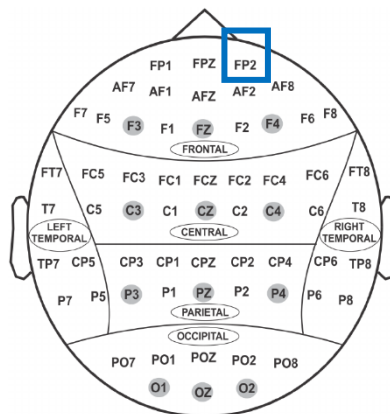 FP1 FPZ FP2
AF7 AF1 AFZ AF2 AF8
F7 F5 F3 F1 FZ F2 F4 F6 F8
FRONTAL
FT7 FC5 FC3 FC1 FCZ FC2 FC4 FC6 FT8
T7 C5 C3 C1 CZ C2 C4 C6 T8
LEFT TEMPORAL
CENTRAL
RIGHT TEMPORAL
TP7 CP5 CP3 CP1 CPZ CP2 CP4 CP6 TP8
P7 P5 P3 P1 PZ P2 P4 P6 P8
PARIETAL
OCCIPITAL
PO7 PO1 POZ PO2 PO8
O1 OZ O2